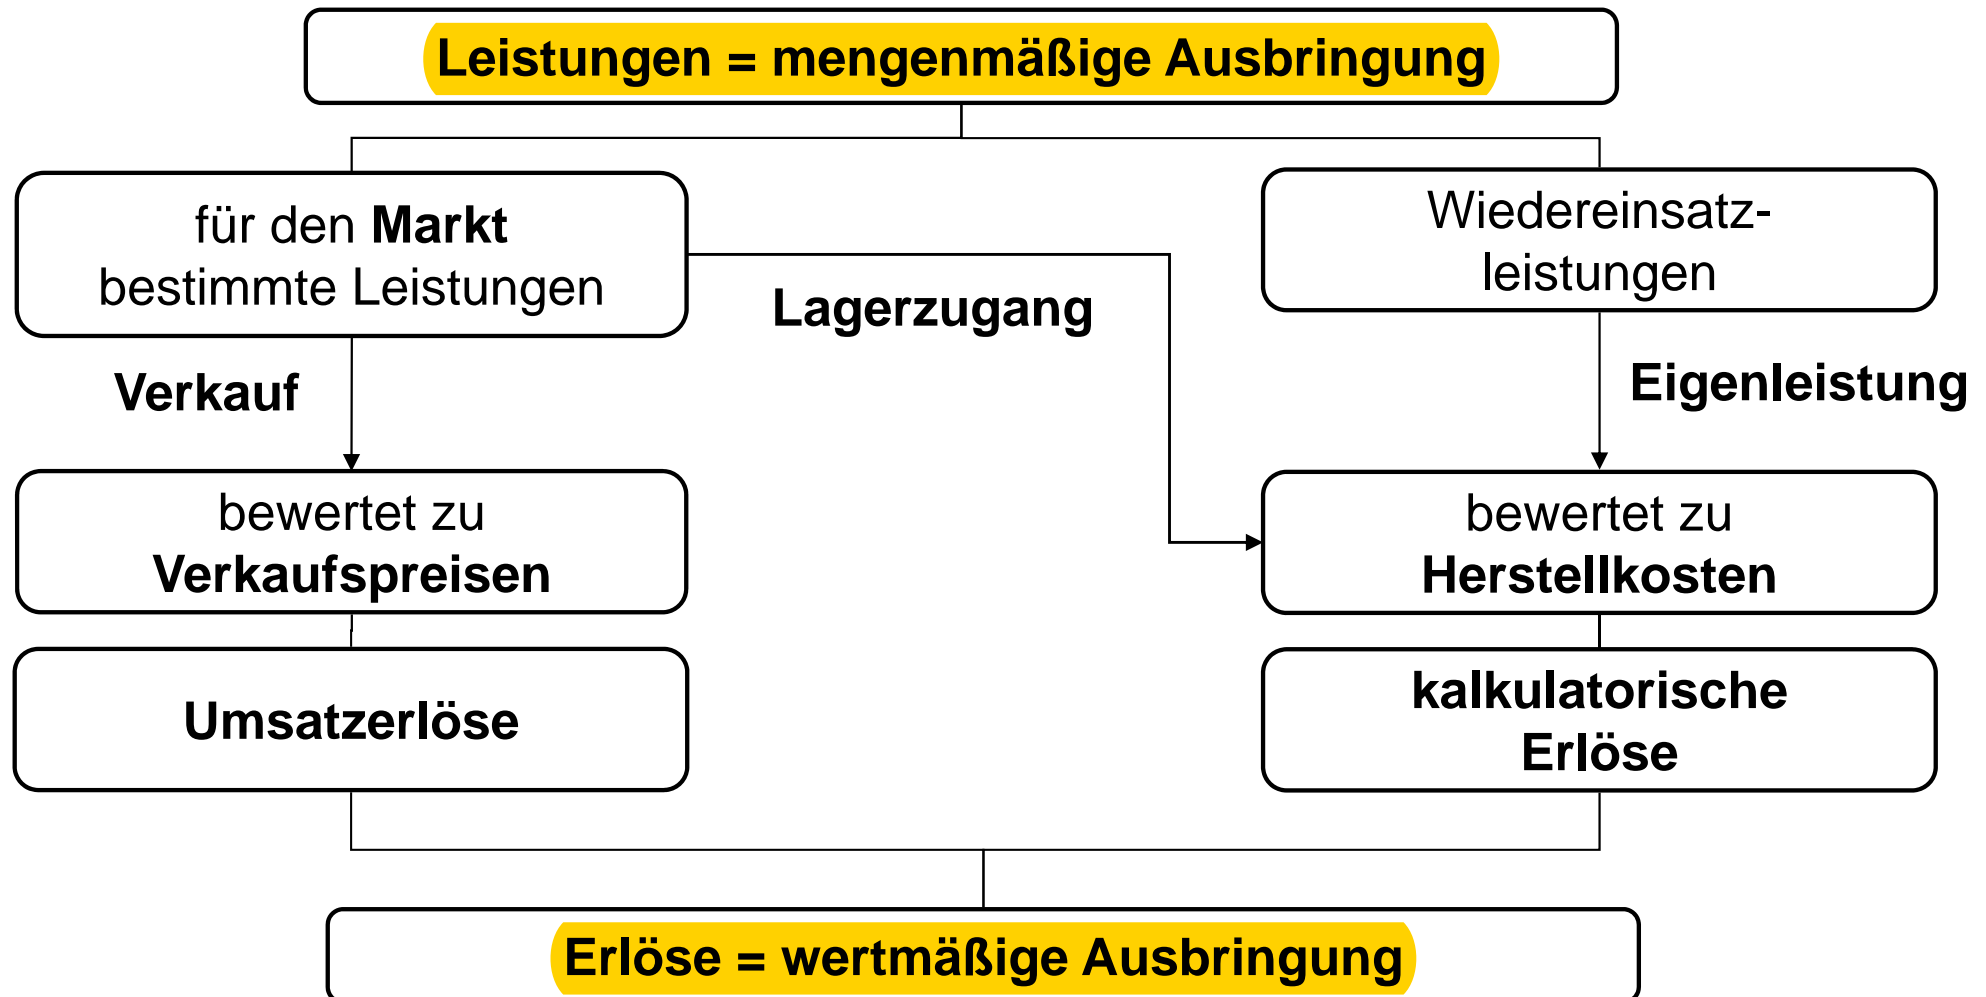 Leistungen = mengenmäßige Ausbringung
für den Markt
bestimmte Leistungen
Wiedereinsatz-
leistungen
Lagerzugang
Verkauf
Eigenleistung
bewertet zu
Verkaufspreisen
bewertet zu
Herstellkosten
Umsatzerlöse
kalkulatorische
Erlöse
Erlöse = wertmäßige Ausbringung